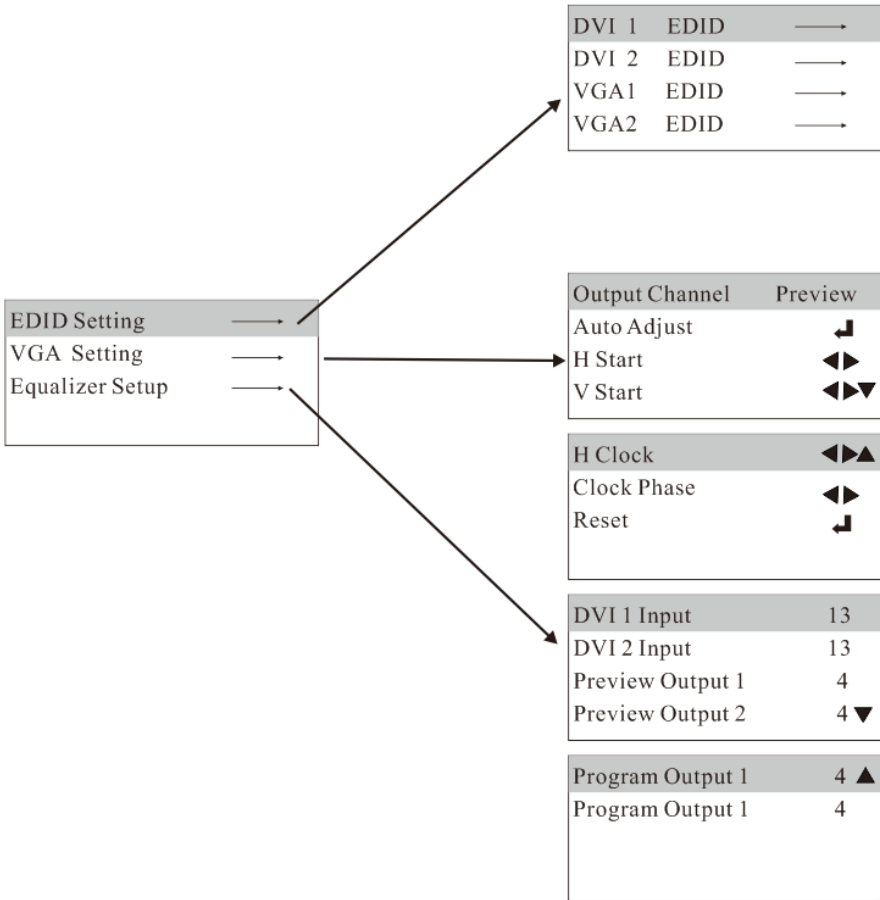 EDID Setting
VGA Setting
Equalizer Setup
DVI 1 EDID
DVI 2 EDID
VGA1 EDID
VGA2 EDID
Output Channel Preview
Auto Adjust
H Start
V Start
H Clock
Clock Phase
Reset
DVI 1 Input 13
DVI 2 Input 13
Preview Output 1 4
Preview Output 2 4
Program Output 1 4
Program Output 1 4